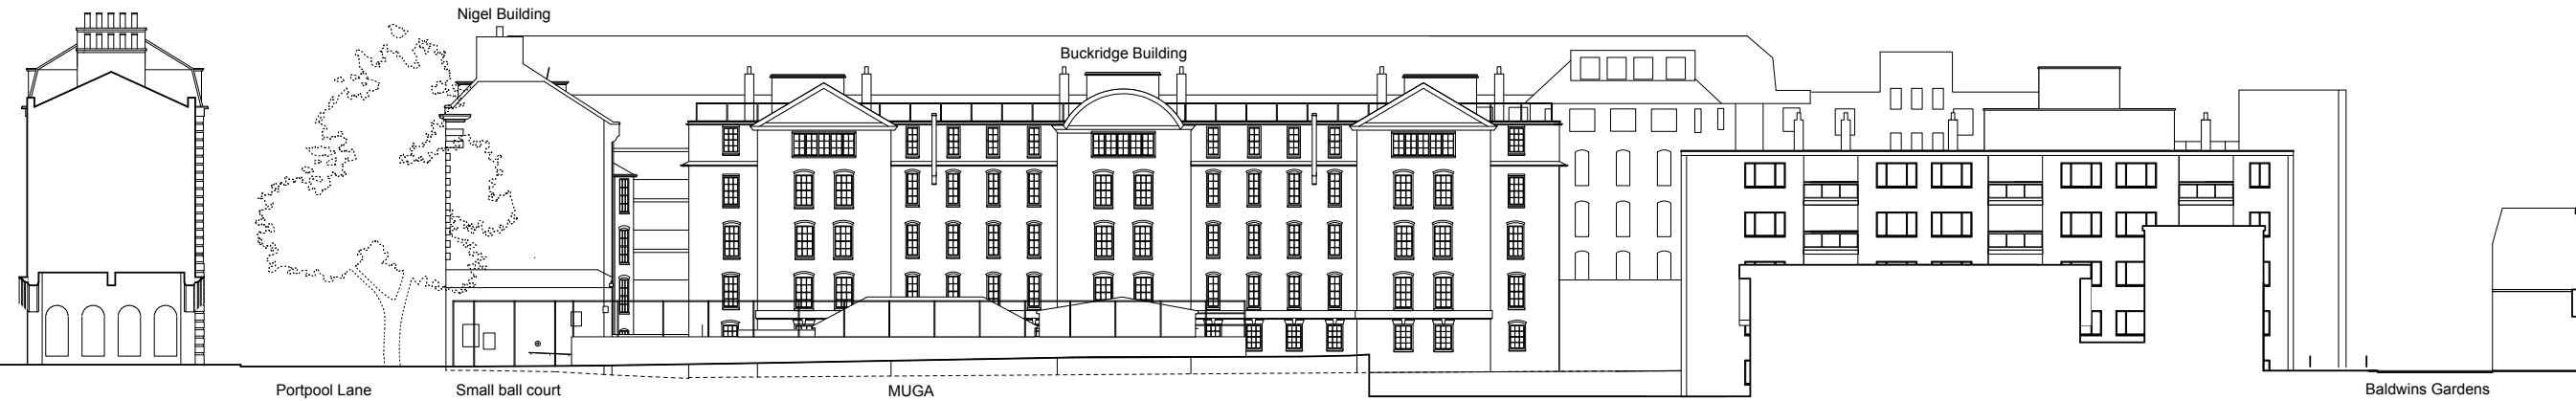 Nigel Building
Buckridge Building
Portpool Lane
Small ball court
MUGA
Baldwins Gardens